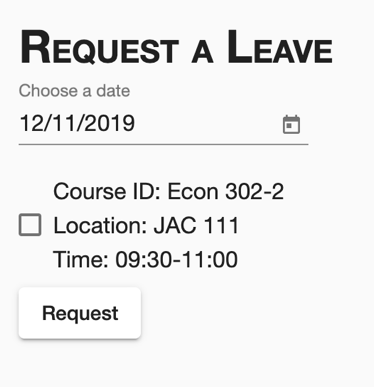 Request a Leave
Choose a date
12/11/2019
Course ID: Econ 302-2
Location: JAC 111
Time: 09:30-11:00
Request